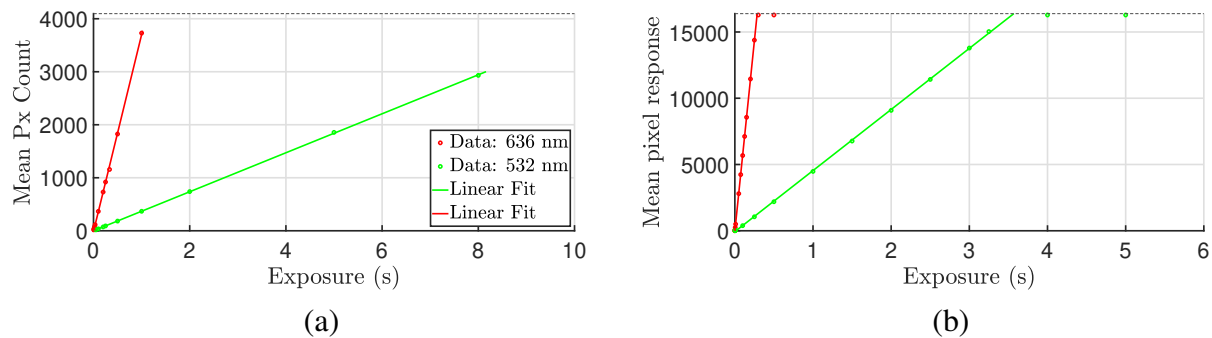 4000
3000
2000
1000
0
Mean Px Count
0 2 4 6 8 10
Exposure (s)
Data: 636 nm
Data: 532 nm
Linear Fit
Linear Fit
(a)
15000
10000
5000
0
Mean pixel response
0 1 2 3 4 5 6
Exposure (s)
(b)